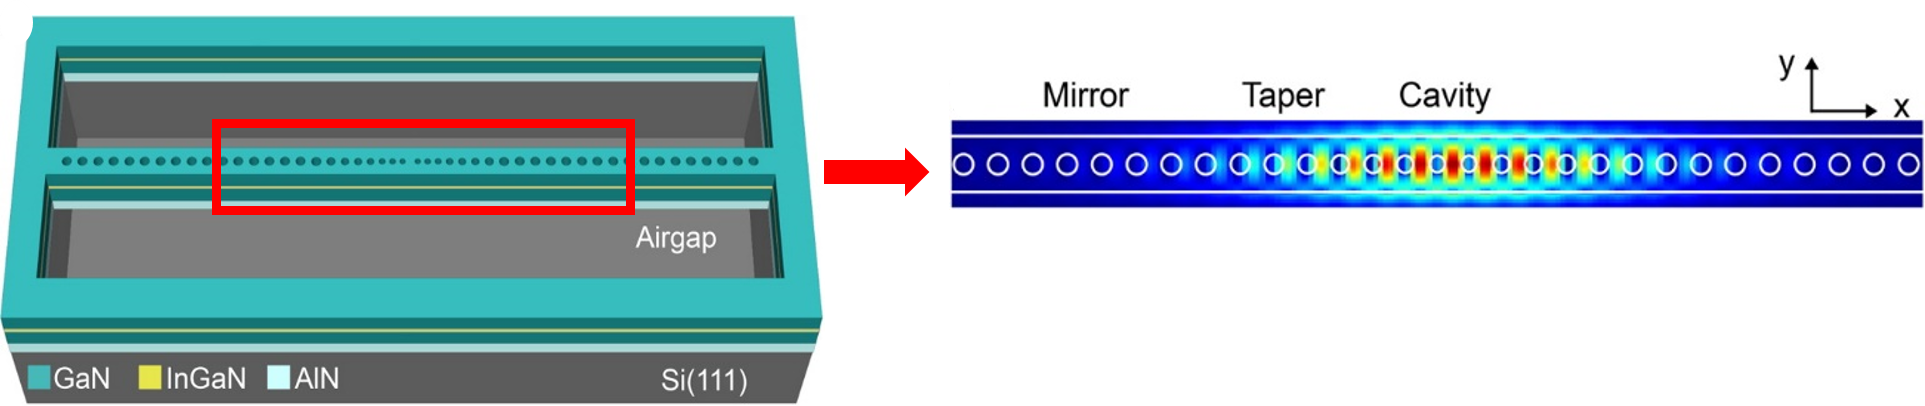 Airgap
GaN InGaN AlN Si(111)
Mirror Taper Cavity
y
x